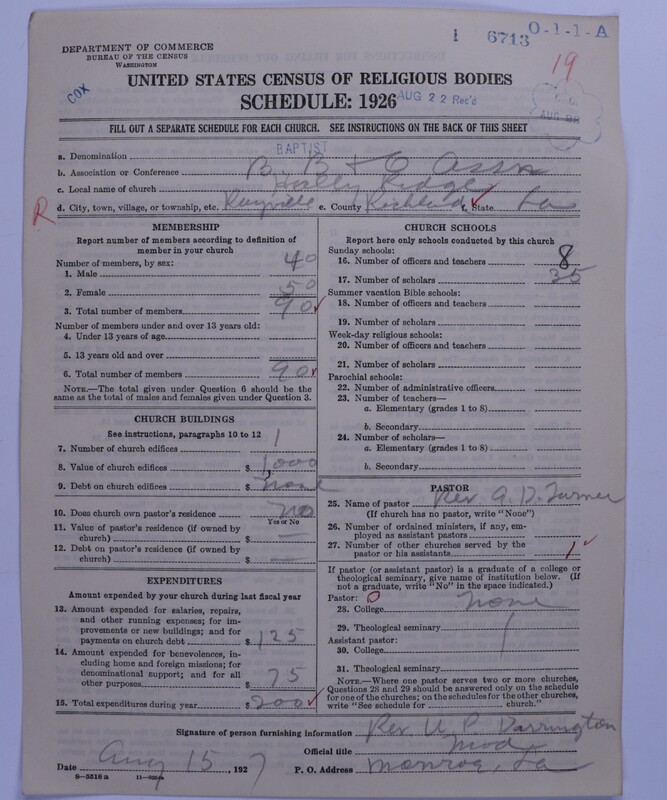 1 6713 O-1-1-A
DEPARTMENT OF COMMERCE
BUREAU OF THE CENSUS
WASHINGTON
19
COX
UNITED STATES CENSUS OF RELIGIOUS BODIES
SCHEDULE: 1926
AUG 22 Rec'd
FILL OUT A SEPARATE SCHEDULE FOR EACH CHURCH. SEE INSTRUCTIONS ON THE BACK OF THIS SHEET
a. Denomination BAPTIST
b. Association or Conference B. B & C Assn
c. Local name of church Holley Ridge
R d. City, town, village, or township, etc. Rayville e. County Richland f. State La
MEMBERSHIP
Report number of members according to definition of
member in your church
Number of members, by sex:
1. Male 40
2. Female 50
3. Total number of members 90
Number of members under and over 13 years old:
4. Under 13 years of age
5. 13 years old and over
6. Total number of members 90
NOTE.—The total given under Question 6 should be
same as the total of males and females given under Question 3.
CHURCH BUILDINGS
See instructions, paragraphs 10 to 12
7. Number of church edifices 1
8. Value of church edifices $ 1,000
9. Debt on church edifices $ none
10. Does church own pastor's residence no
Yes or No
11. Value of pastor's residence (if owned by
church) $ —
12. Debt on pastor's residence (if owned by
church) $ —
EXPENDITURES
Amount expended by your church during last fiscal year
13. Amount expended for salaries, repairs,
and other running expenses; for im-
provements or new buildings; and for
payments on church debt $ 125
14. Amount expended for benevolences, in-
cluding home and foreign missions; for
denominational support; and for all
other purposes $ 75
15. Total expenditures during year $ 200
CHURCH SCHOOLS
Report here only schools conducted by this church
Sunday schools:
16. Number of officers and teachers 8
17. Number of scholars 35
Summer vacation Bible schools:
18. Number of officers and teachers
19. Number of scholars
Week-day religious schools:
20. Number of officers and teachers
21. Number of scholars
Parochial schools:
22. Number of administrative officers
23. Number of teachers—
a. Elementary (grades 1 to 8)
b. Secondary
24. Number of scholars—
a. Elementary (grades 1 to 8)
b. Secondary
PASTOR
25. Name of pastor Rev. A. D. Turner
(If church has no pastor, write "None")
26. Number of ordained ministers, if any, em-
ployed as assistant pastors
27. Number of other churches served by the
pastor or his assistants 1
If pastor (or assistant pastor) is a graduate of a college or
theological seminary, give name of institution below. (If
not a graduate, write "No" in the space indicated.)
Pastor: 0
28. College none
29. Theological seminary
Assistant pastor:
30. College
31. Theological seminary
NOTE.—Where one pastor serves two or more churches,
Questions 28 and 29 should be answered only on the schedule
for one of the churches; on the schedules for the other churches,
write "See schedule for church."
Signature of person furnishing information Rev. U. P. Darrington
Official title Mod
Date Aug 15, 1927 P. O. Address Monroe, La
8—5516a